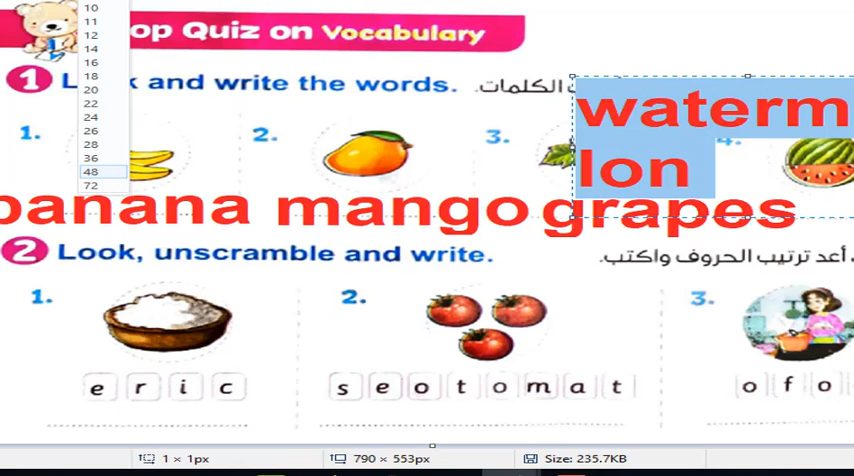 10
11
12
14
16
18
20
22
24
26
28
36
48
72
op Quiz on Vocabulary
1 L k and write the words. الكلمات.
1. 2. 3. 4.
waterm
lon
banana mango grapes
2 Look, unscramble and write. أعد ترتيب الحروف واكتب.
1. 2. 3.
e r i c s e o t o m a t o f o
1 × 1px 790 × 553px Size: 235.7KB